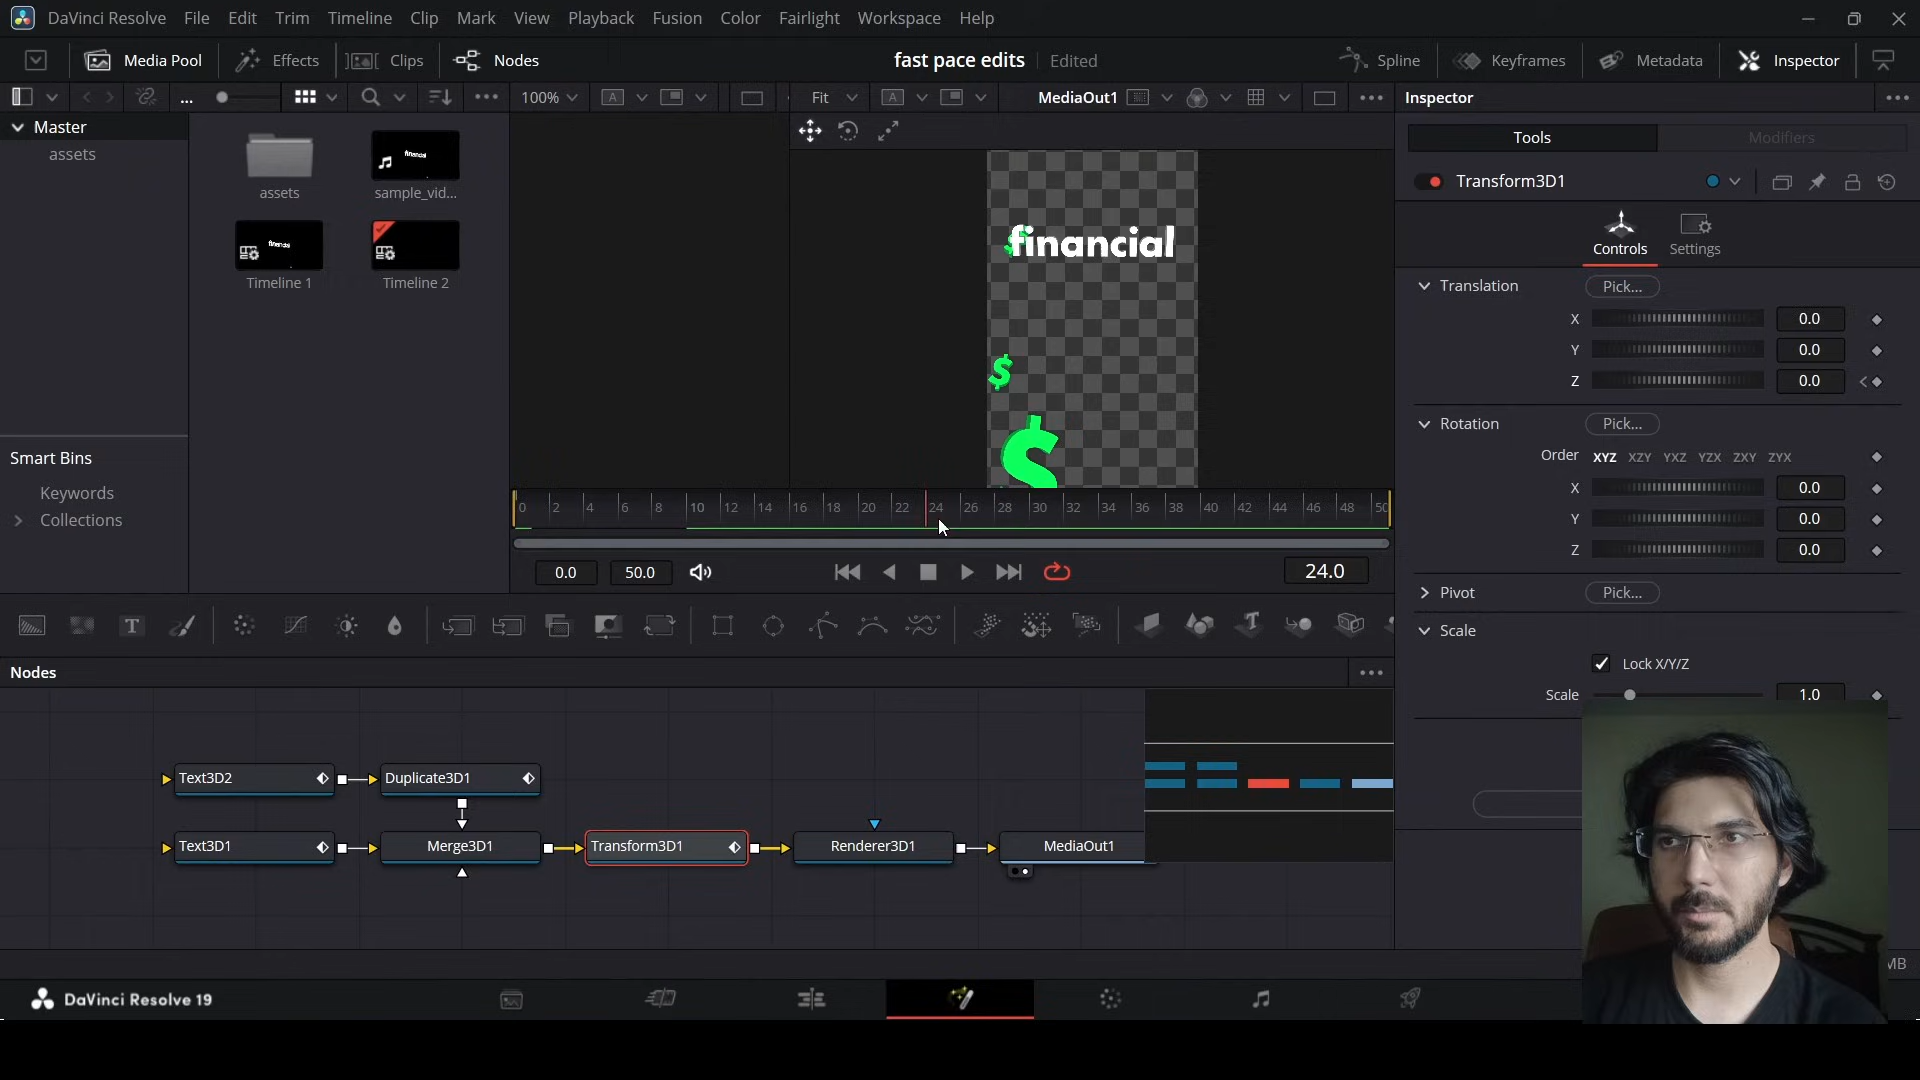 DaVinci Resolve File Edit Trim Timeline Clip Mark View Playback Fusion Color Fairlight Workspace Help
Media Pool Effects Clips Nodes fast pace edits Edited Spline Keyframes Metadata Inspector
... 100% A Fit A MediaOut1 Inspector
Master
assets
assets
financial
sample_vid...
financial
Timeline 1
Timeline 2
Smart Bins
Keywords
Collections
financial
$
$
0 2 4 6 8 10 12 14 16 18 20 22 24 26 28 30 32 34 36 38 40 42 44 46 48 50
0.0 50.0 24.0
Tools Modifiers
Transform3D1
Controls Settings
Translation Pick...
X 0.0
Y 0.0
Z 0.0
Rotation Pick...
Order XYZ XZY YXZ YZX ZXY ZYX
X 0.0
Y 0.0
Z 0.0
Pivot Pick...
Scale
Lock X/Y/Z
Scale 1.0
T T
Nodes
Text3D2 Duplicate3D1
Text3D1 Merge3D1 Transform3D1 Renderer3D1 MediaOut1
MB
DaVinci Resolve 19